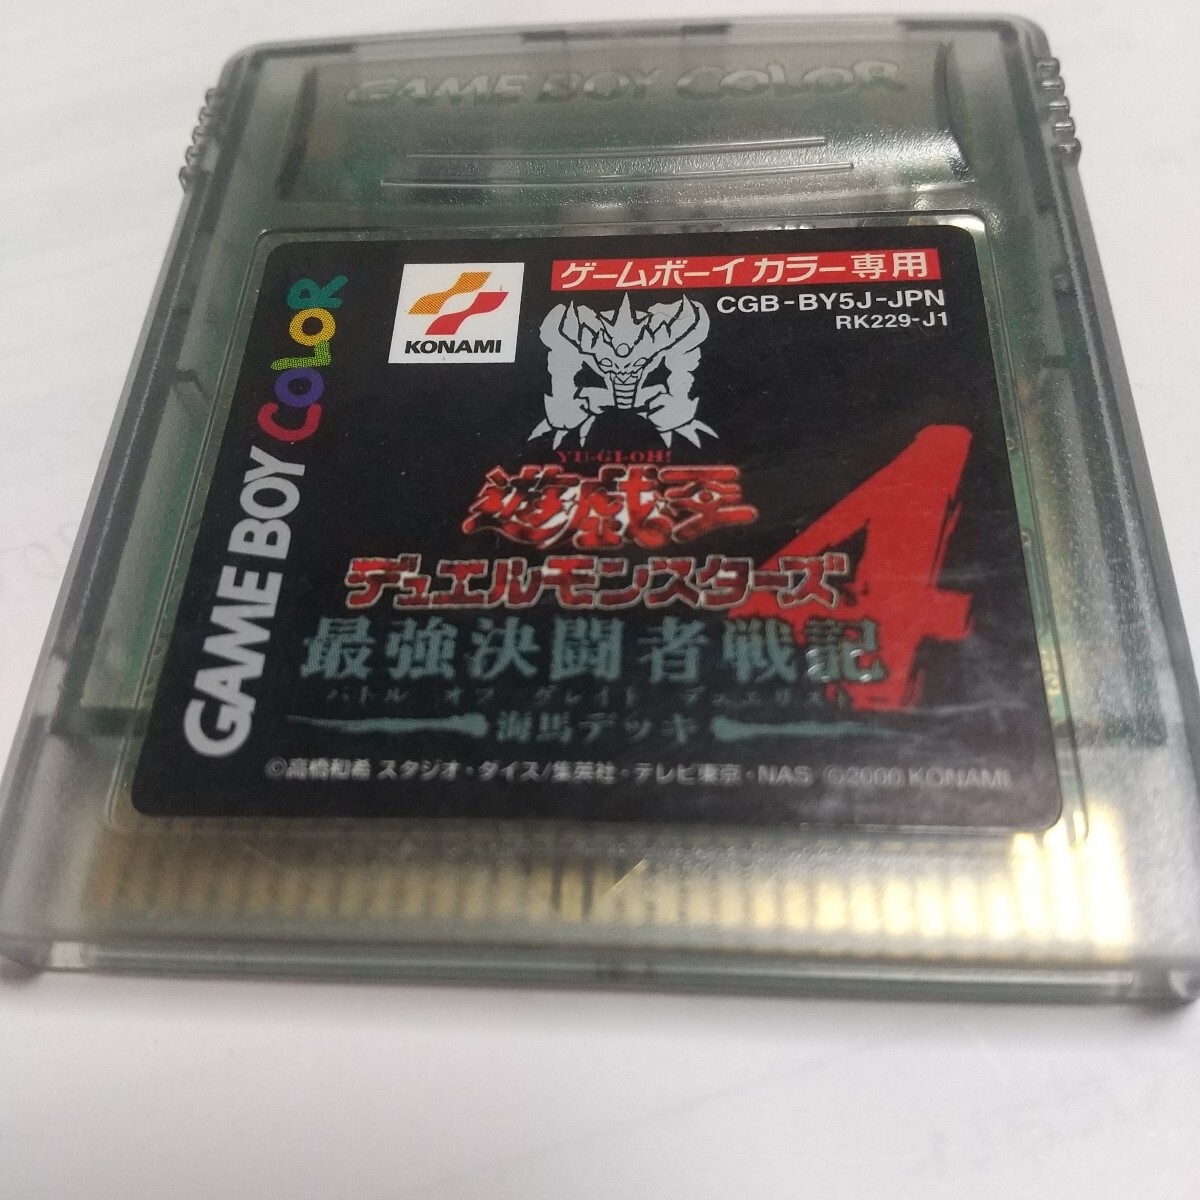 GAME BOY COLOR
GAME BOY COLOR
KONAMI
ゲームボーイ カラー専用
CGB-BY5J-JPN
RK229-J1
YU-GI-OH!
遊戯王
デュエルモンスターズ
4
最強決闘者戦記
バトル オブ グレイト デュエリスト
海馬デッキ
©高橋和希 スタジオ・ダイス/集英社・テレビ東京・NAS ©2000 KONAMI